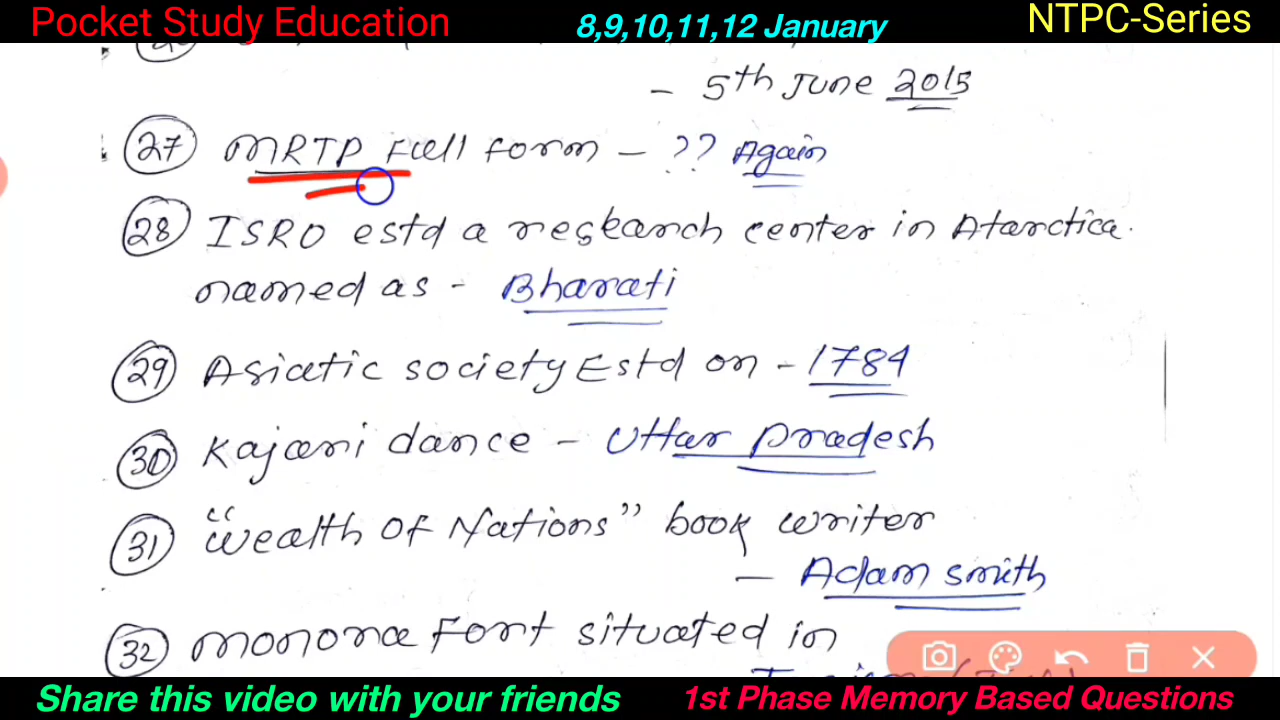 Pocket Study Education
8,9,10,11,12 January
NTPC-Series
- 5th June 2015
27 MRTP Full form - ?? Again
28 ISRO estd a research center in Atarctica.
named as - Bharati
29 Asiatic society Estd on - 1784
30 Kajari dance - Uttar Pradesh
31 "Wealth Of Nations" book writer
- Adam smith
32 monora Fort situated in
Share this video with your friends
1st Phase Memory Based Questions